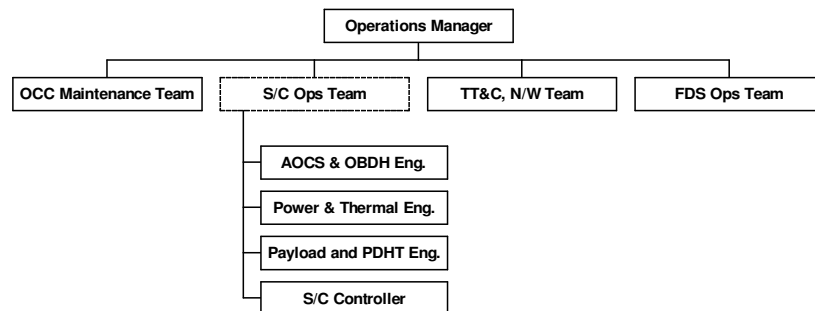 Operations Manager
OCC Maintenance Team
S/C Ops Team
TT&C, N/W Team
FDS Ops Team
AOCS & OBDH Eng.
Power & Thermal Eng.
Payload and PDHT Eng.
S/C Controller